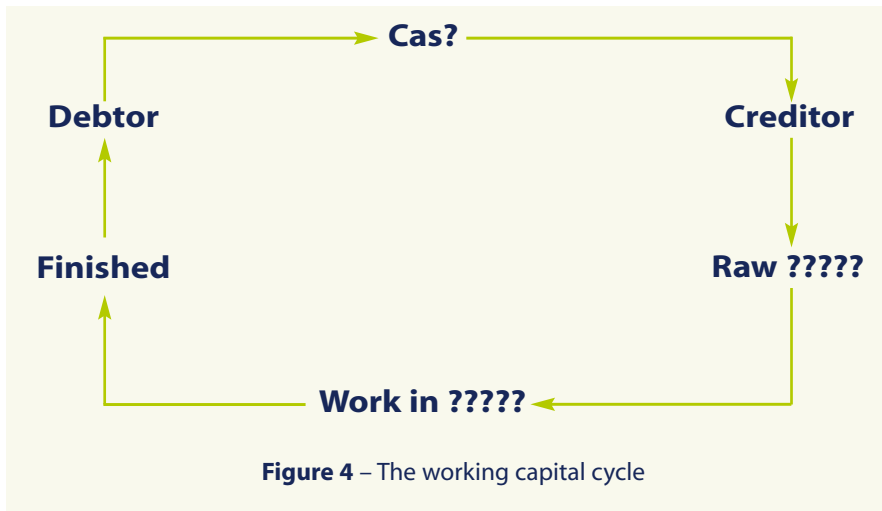 Cas?
Debtor
Creditor
Finished
Raw ?????
Work in ?????
Figure 4 – The working capital cycle